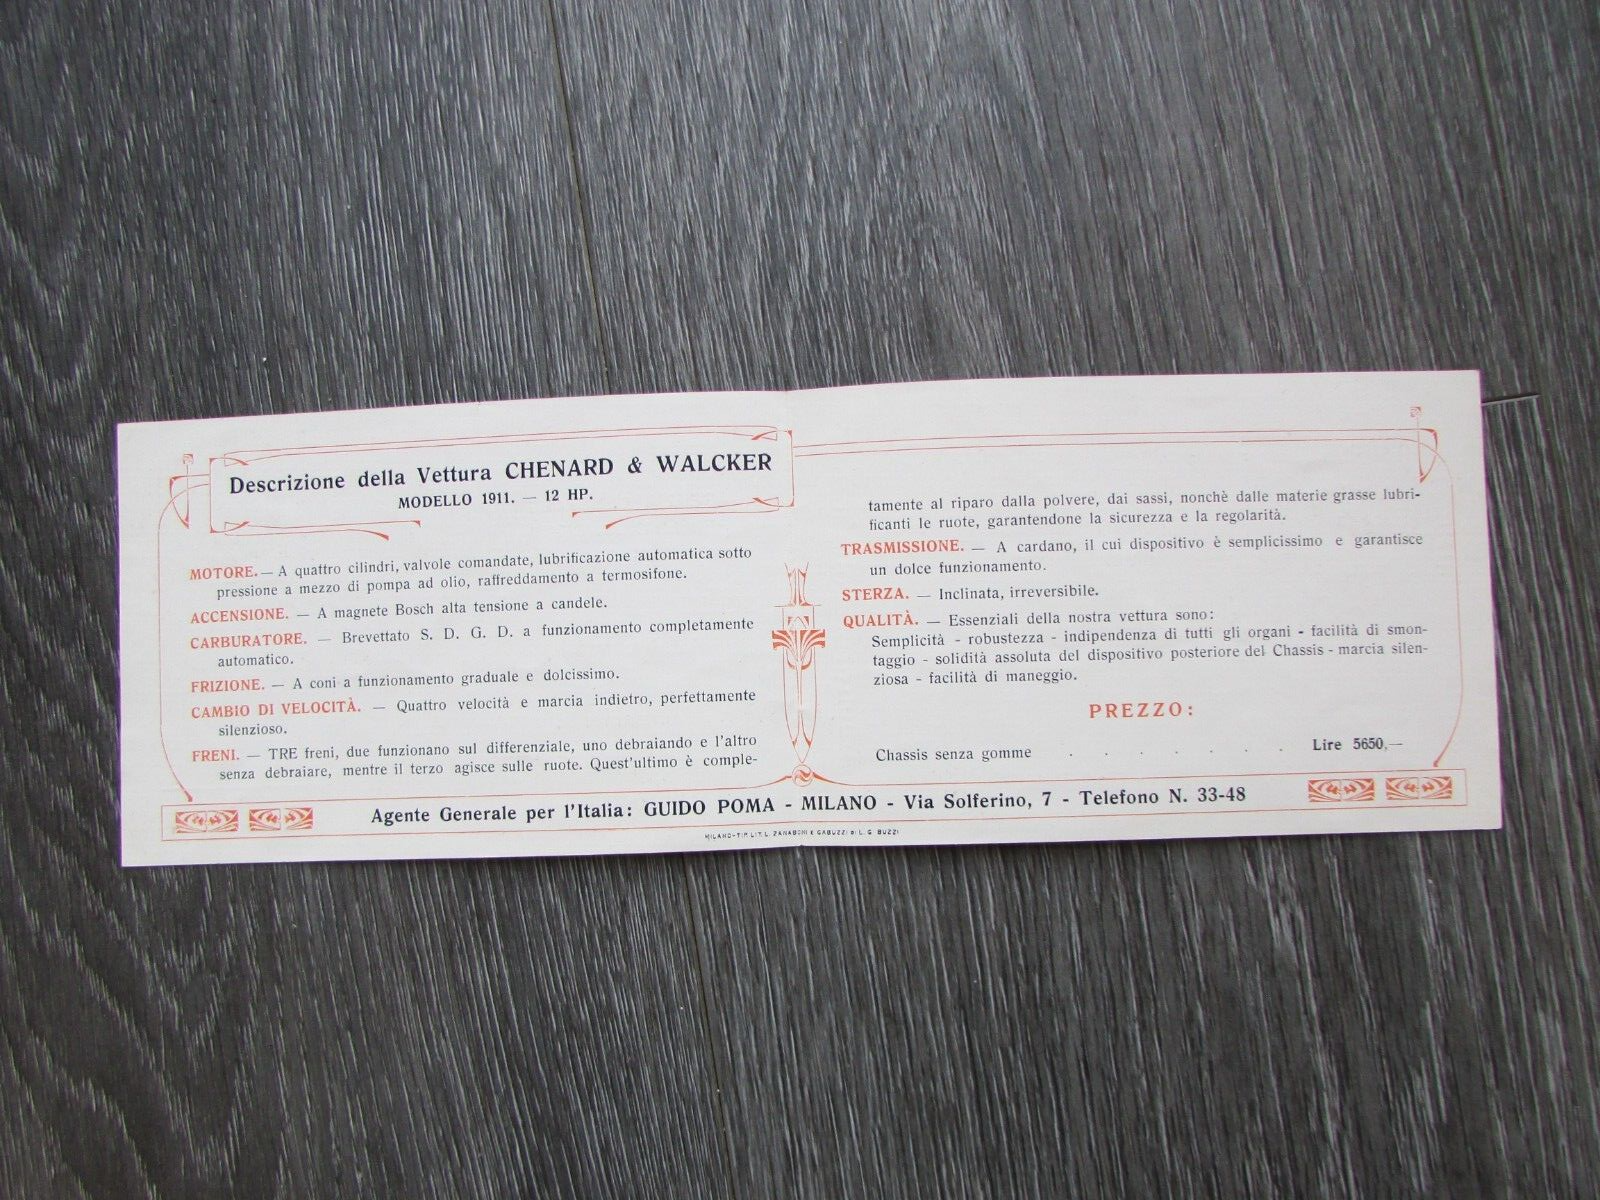 Descrizione della Vettura CHENARD & WALCKER
MODELLO 1911. — 12 HP.
MOTORE. — A quattro cilindri, valvole comandate, lubrificazione automatica sotto
pressione a mezzo di pompa ad olio, raffreddamento a termosifone.
ACCENSIONE. — A magnete Bosch alta tensione a candele.
CARBURATORE. — Brevettato S. D. G. D. a funzionamento completamente
automatico.
FRIZIONE. — A coni a funzionamento graduale e dolcissimo.
CAMBIO DI VELOCITÀ. — Quattro velocità e marcia indietro, perfettamente
silenzioso.
FRENI. — TRE freni, due funzionano sul differenziale, uno debraiando e l'altro
senza debraiare, mentre il terzo agisce sulle ruote. Quest'ultimo è comple-
tamente al riparo dalla polvere, dai sassi, nonchè dalle materie grasse lubri-
ficanti le ruote, garantendone la sicurezza e la regolarità.
TRASMISSIONE. — A cardano, il cui dispositivo è semplicissimo e garantisce
un dolce funzionamento.
STERZA. — Inclinata, irreversibile.
QUALITÀ. — Essenziali della nostra vettura sono:
Semplicità - robustezza - indipendenza di tutti gli organi - facilità di smon-
taggio - solidità assoluta del dispositivo posteriore del Chassis - marcia silen-
ziosa - facilità di maneggio.
PREZZO:
Chassis senza gomme . . . . . . . Lire 5650,—
Agente Generale per l'Italia: GUIDO POMA - MILANO - Via Solferino, 7 - Telefono N. 33-48
MILANO-TIP. LIT. L. ZANABONI E GABUZZI DI L. G. BUZZI